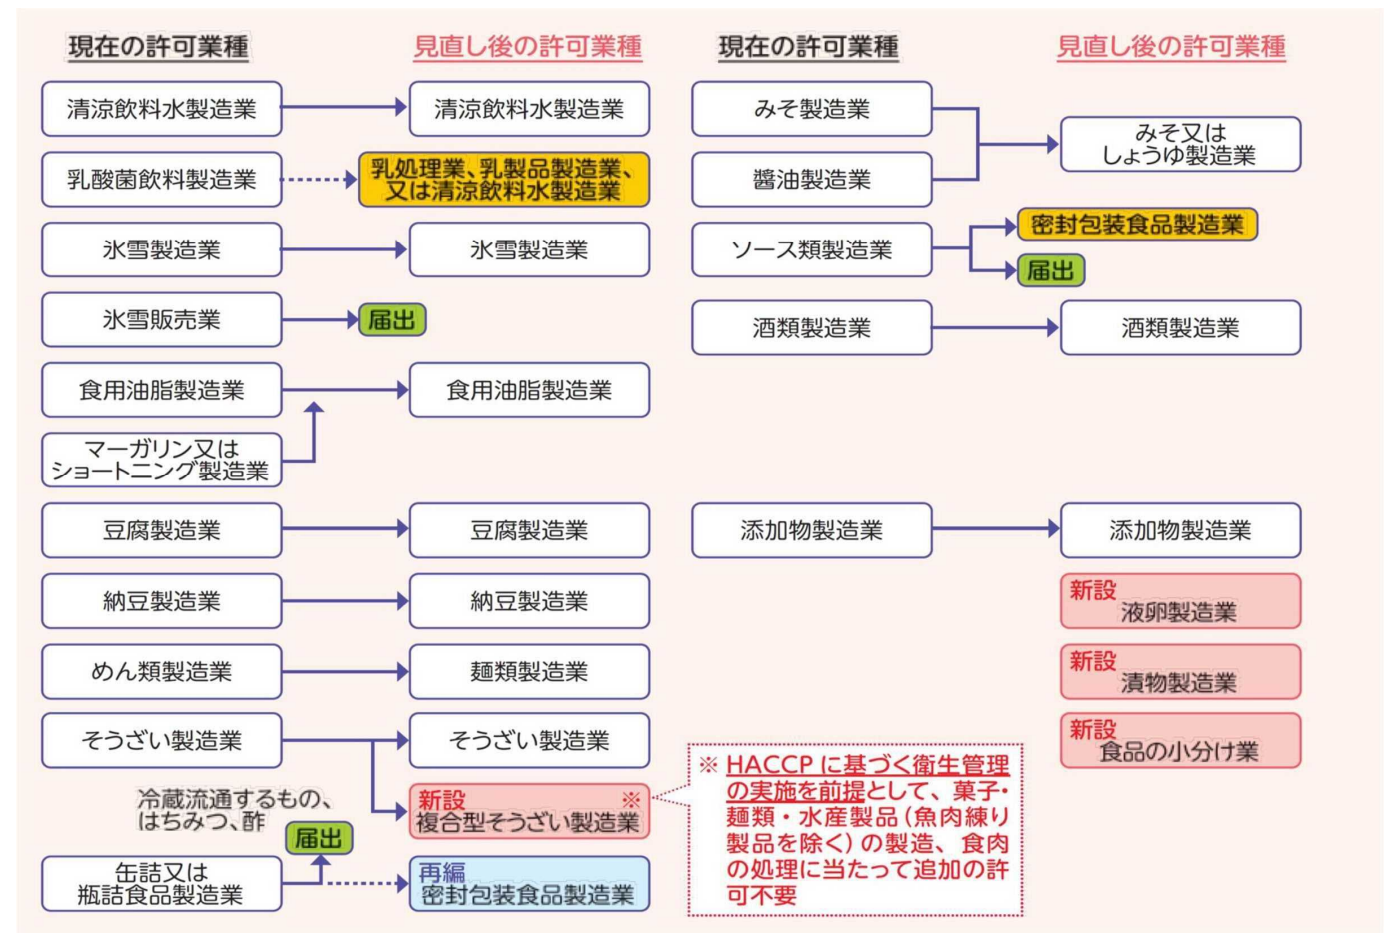 現在の許可業種
見直し後の許可業種
清涼飲料水製造業
清涼飲料水製造業
乳酸菌飲料製造業
乳処理業、乳製品製造業、
又は清涼飲料水製造業
氷雪製造業
氷雪製造業
氷雪販売業
届出
食用油脂製造業
食用油脂製造業
マーガリン又は
ショートニング製造業
豆腐製造業
豆腐製造業
納豆製造業
納豆製造業
めん類製造業
麺類製造業
そうざい製造業
そうざい製造業
新設 ※
複合型そうざい製造業
冷蔵流通するもの、
はちみつ、酢
届出
缶詰又は
瓶詰食品製造業
再編
密封包装食品製造業
現在の許可業種
見直し後の許可業種
みそ製造業
醬油製造業
みそ又は
しょうゆ製造業
ソース類製造業
密封包装食品製造業
届出
酒類製造業
酒類製造業
添加物製造業
添加物製造業
新設
液卵製造業
新設
漬物製造業
新設
食品の小分け業
※ HACCP に基づく衛生管理
の実施を前提として、菓子・
麺類・水産製品(魚肉練り
製品を除く)の製造、食肉
の処理に当たって追加の許
可不要